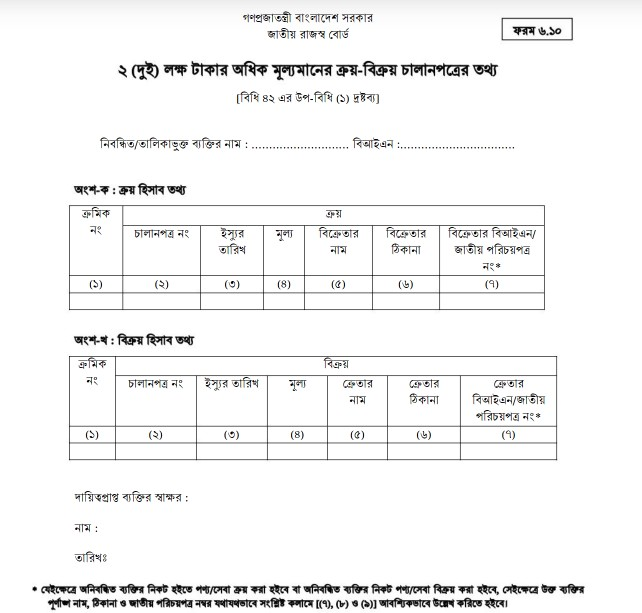 গণপ্রজাতন্ত্রী বাংলাদেশ সরকার
জাতীয় রাজস্ব বোর্ড
ফরম ৬.১০
২ (দুই) লক্ষ টাকার অধিক মূল্যমানের ক্রয়-বিক্রয় চালানপত্রের তথ্য
[বিধি ৪২ এর উপ-বিধি (১) দ্রষ্টব্য]
নিবন্ধিত/তালিকাভুক্ত ব্যক্তির নাম : ............................ বিআইএন :.................................
অংশ-ক : ক্রয় হিসাব তথ্য
ক্রমিক নং
ক্রয়
চালানপত্র নং
ইস্যুর তারিখ
মূল্য
বিক্রেতার নাম
বিক্রেতার ঠিকানা
বিক্রেতার বিআইএন/ জাতীয় পরিচয়পত্র নং*
(১) (২) (৩) (৪) (৫) (৬) (৭)
অংশ-খ : বিক্রয় হিসাব তথ্য
ক্রমিক নং
বিক্রয়
চালানপত্র নং
ইস্যুর তারিখ
মূল্য
ক্রেতার নাম
ক্রেতার ঠিকানা
ক্রেতার বিআইএন/জাতীয় পরিচয়পত্র নং*
(১) (২) (৩) (৪) (৫) (৬) (৭)
দায়িত্বপ্রাপ্ত ব্যক্তির স্বাক্ষর :
নাম :
তারিখঃ
* যেইক্ষেত্রে অনিবন্ধিত ব্যক্তির নিকট হইতে পণ্য/সেবা ক্রয় করা হইবে বা অনিবন্ধিত ব্যক্তির নিকট পণ্য/সেবা বিক্রয় করা হইবে, সেইক্ষেত্রে উক্ত ব্যক্তির
পূর্ণাঙ্গ নাম, ঠিকানা ও জাতীয় পরিচয়পত্র নম্বর যথাযথভাবে সংশ্লিষ্ট কলামে [(৭), (৮) ও (৯)] আবশ্যিকভাবে উল্লেখ করিতে হইবে।